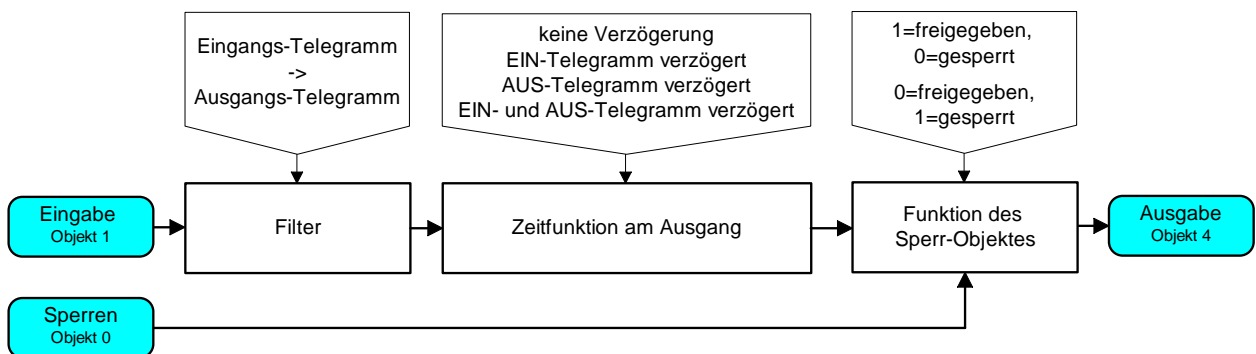 Eingangs-Telegramm
->
Ausgangs-Telegramm
keine Verzögerung
EIN-Telegramm verzögert
AUS-Telegramm verzögert
EIN- und AUS-Telegramm verzögert
1=freigegeben,
0=gesperrt
0=freigegeben,
1=gesperrt
Eingabe
Objekt 1
Filter
Zeitfunktion am Ausgang
Funktion des
Sperr-Objektes
Ausgabe
Objekt 4
Sperren
Objekt 0